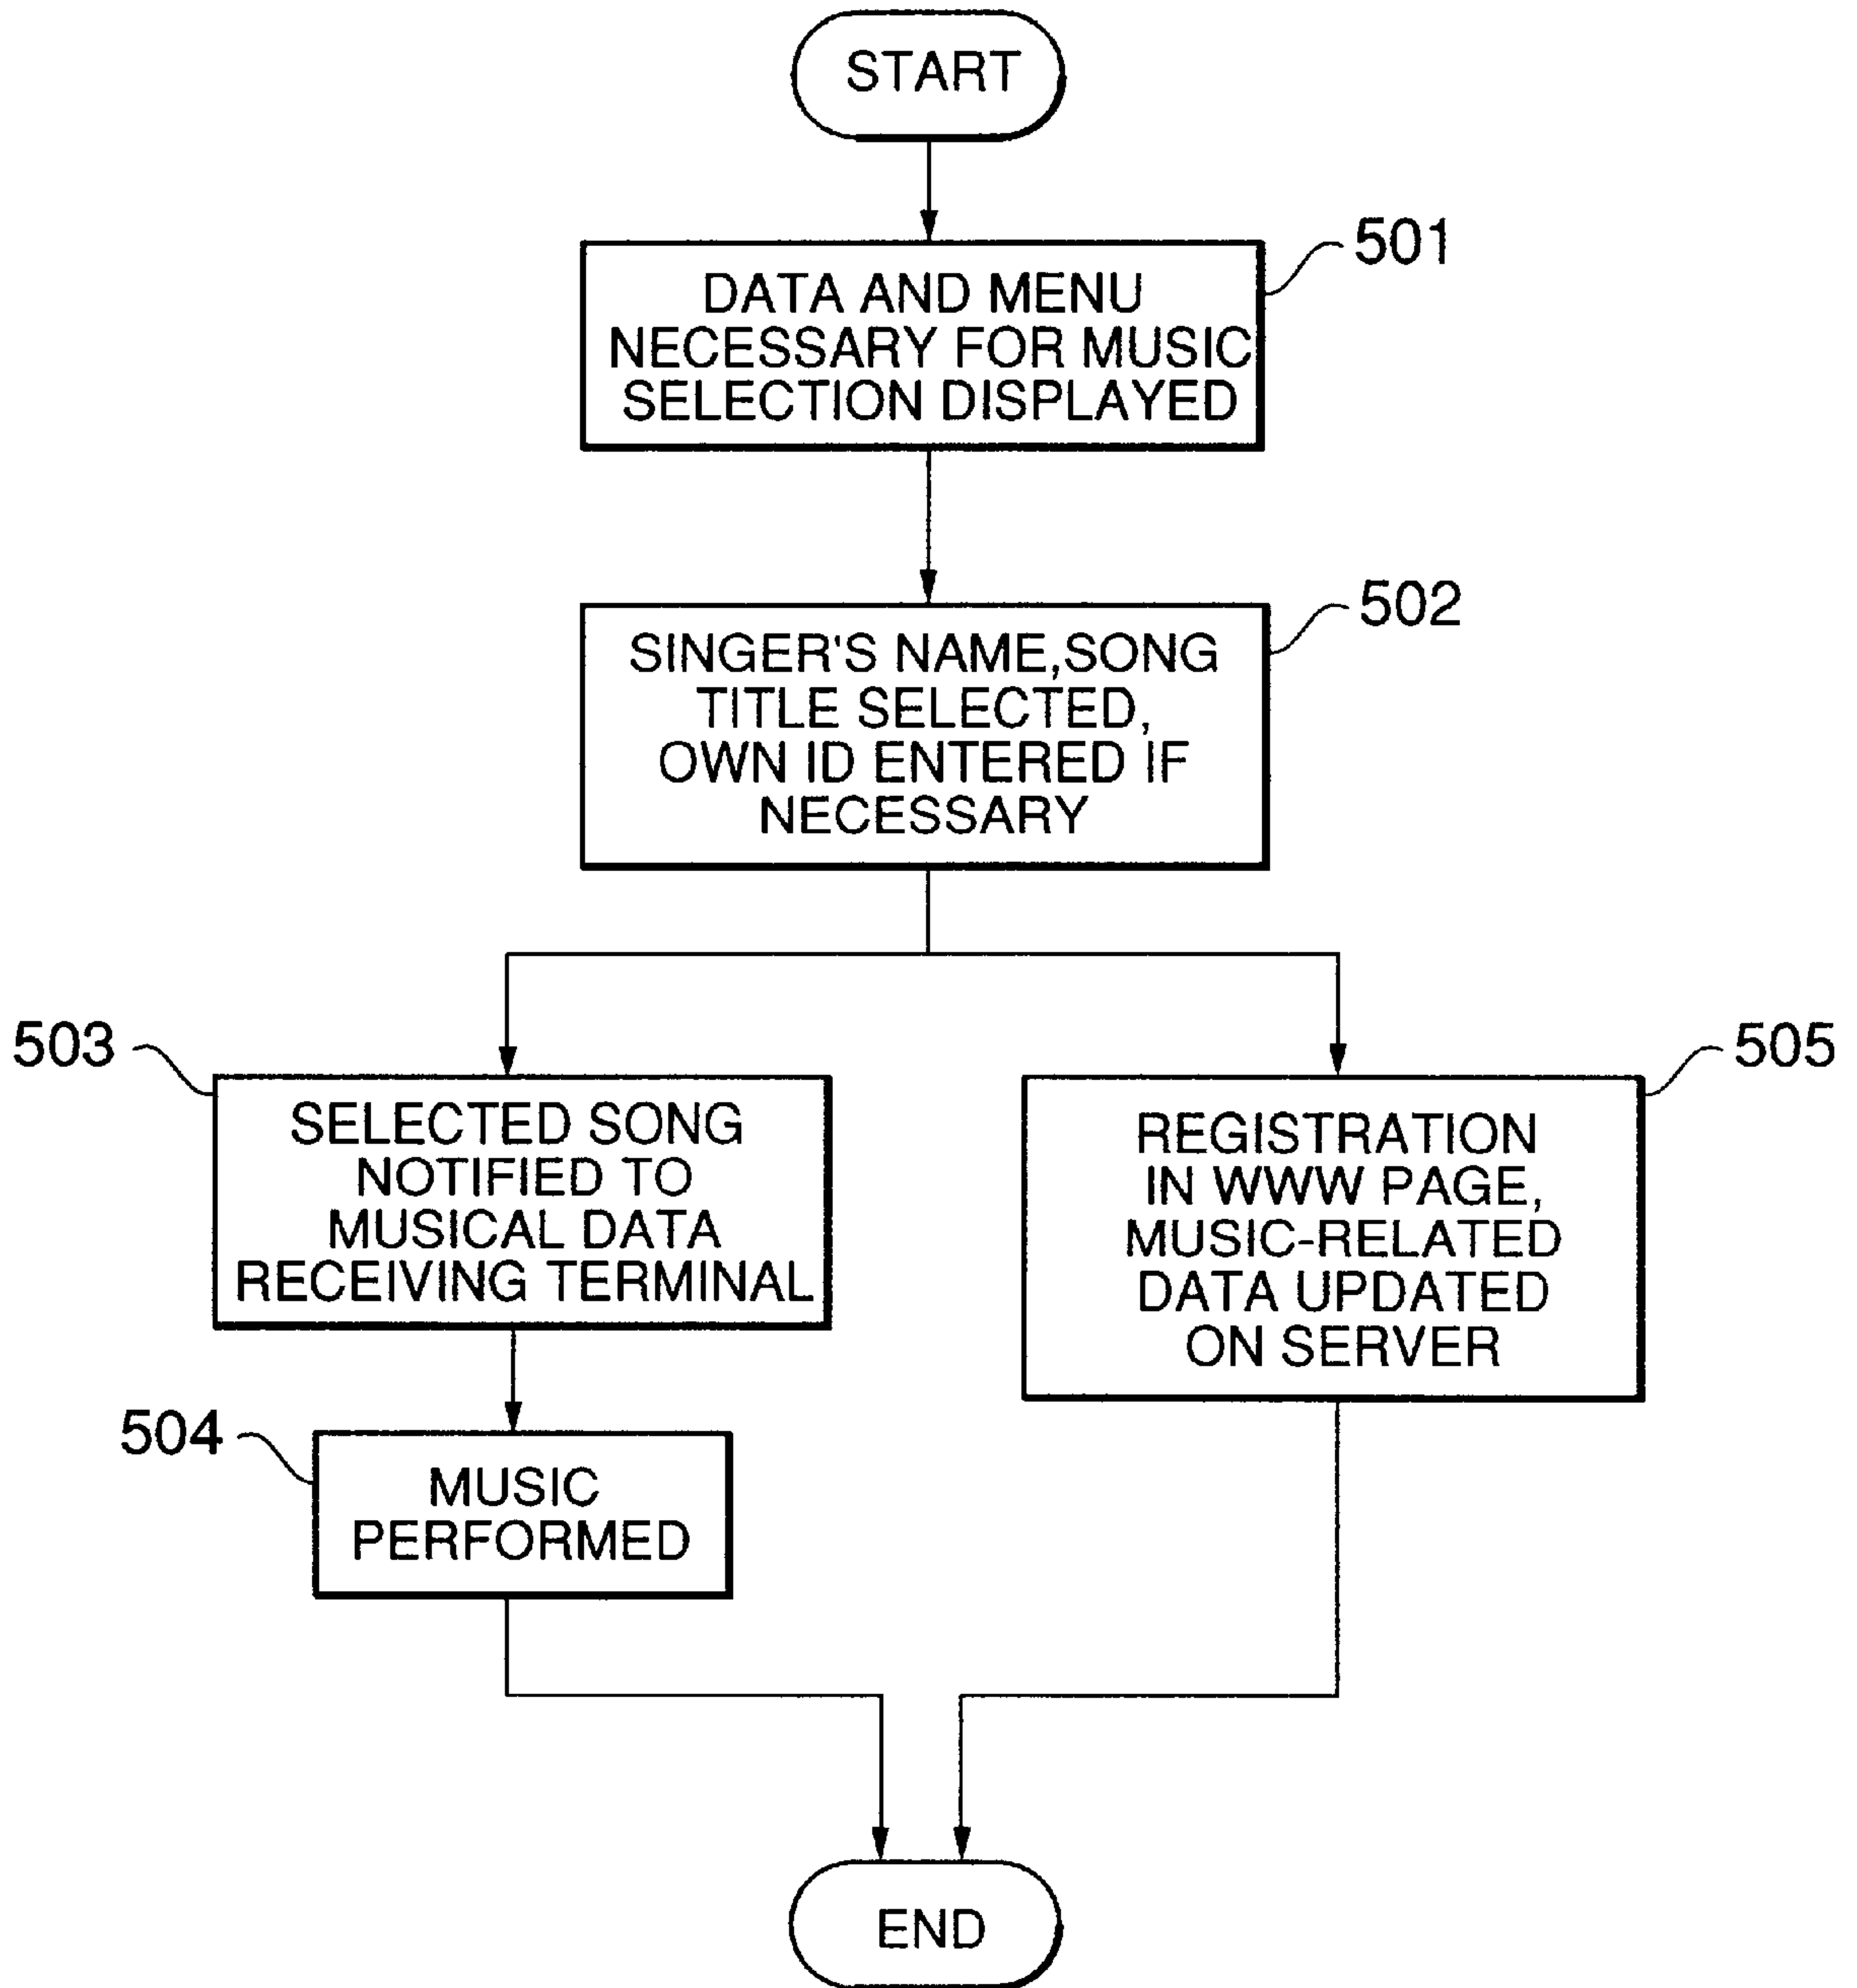 START
501
DATA AND MENU
NECESSARY FOR MUSIC
SELECTION DISPLAYED
502
SINGER'S NAME,SONG
TITLE SELECTED,
OWN ID ENTERED IF
NECESSARY
503
SELECTED SONG
NOTIFIED TO
MUSICAL DATA
RECEIVING TERMINAL
505
REGISTRATION
IN WWW PAGE,
MUSIC-RELATED
DATA UPDATED
ON SERVER
504
MUSIC
PERFORMED
END